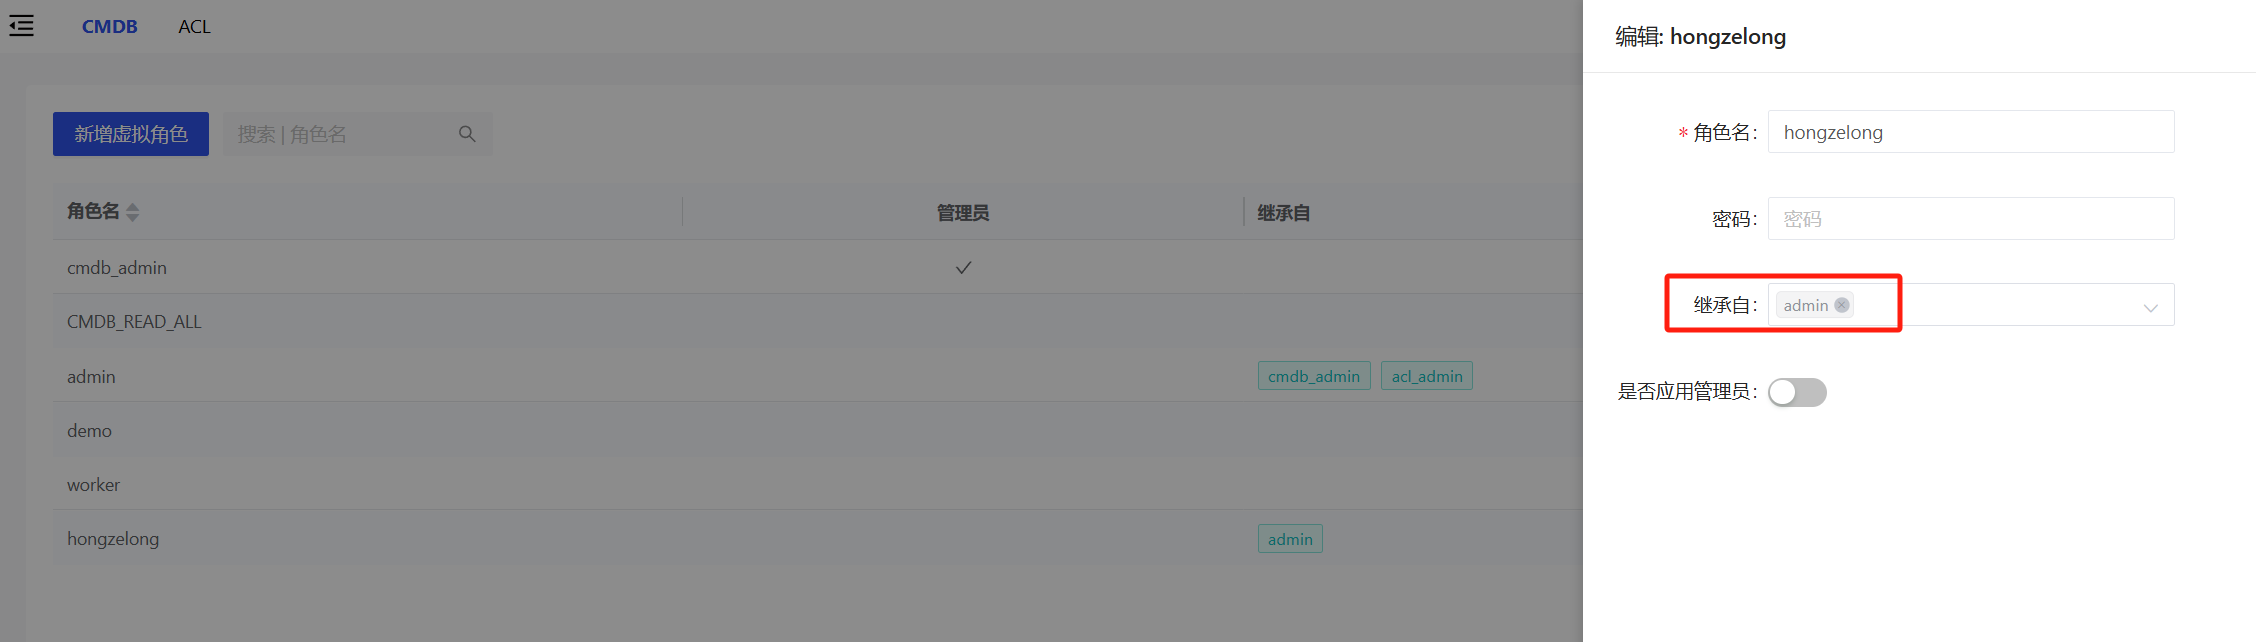 CMDB ACL
新增虚拟角色 搜索 | 角色名
角色名 管理员 继承自
cmdb_admin
CMDB_READ_ALL
admin cmdb_admin acl_admin
demo
worker
hongzelong admin
编辑: hongzelong
* 角色名: hongzelong
密码: 密码
继承自: admin
是否应用管理员: